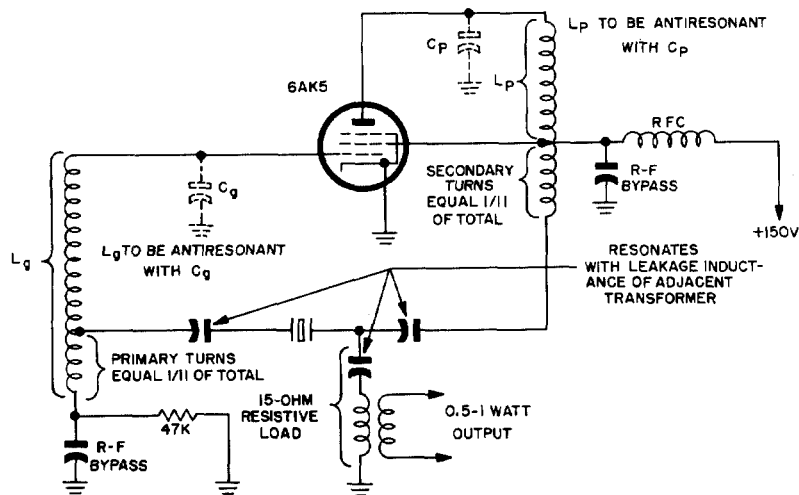 Lp TO BE ANTIRESONANT
WITH Cp
Cp
Lp
6AK5
RFC
R-F
BYPASS
+150V
SECONDARY
TURNS
EQUAL 1/11
OF TOTAL
Cg
Lg
Lg TO BE ANTIRESONANT
WITH Cg
RESONATES
WITH LEAKAGE INDUCT-
ANCE OF ADJACENT
TRANSFORMER
PRIMARY TURNS
EQUAL 1/11 OF TOTAL
47K
R-F
BYPASS
15-OHM
RESISTIVE
LOAD
0.5-1 WATT
OUTPUT